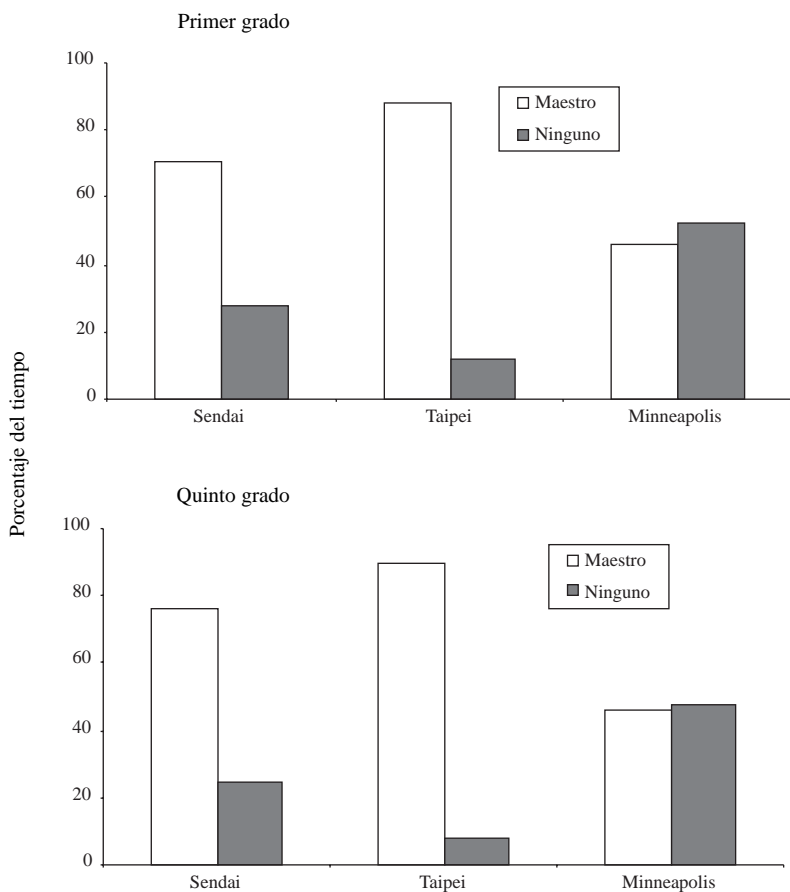 Primer grado
100
80
60
40
20
0
Maestro
Ninguno
Sendai
Taipei
Minneapolis
Porcentaje del tiempo
Quinto grado
100
80
60
40
20
0
Maestro
Ninguno
Sendai
Taipei
Minneapolis